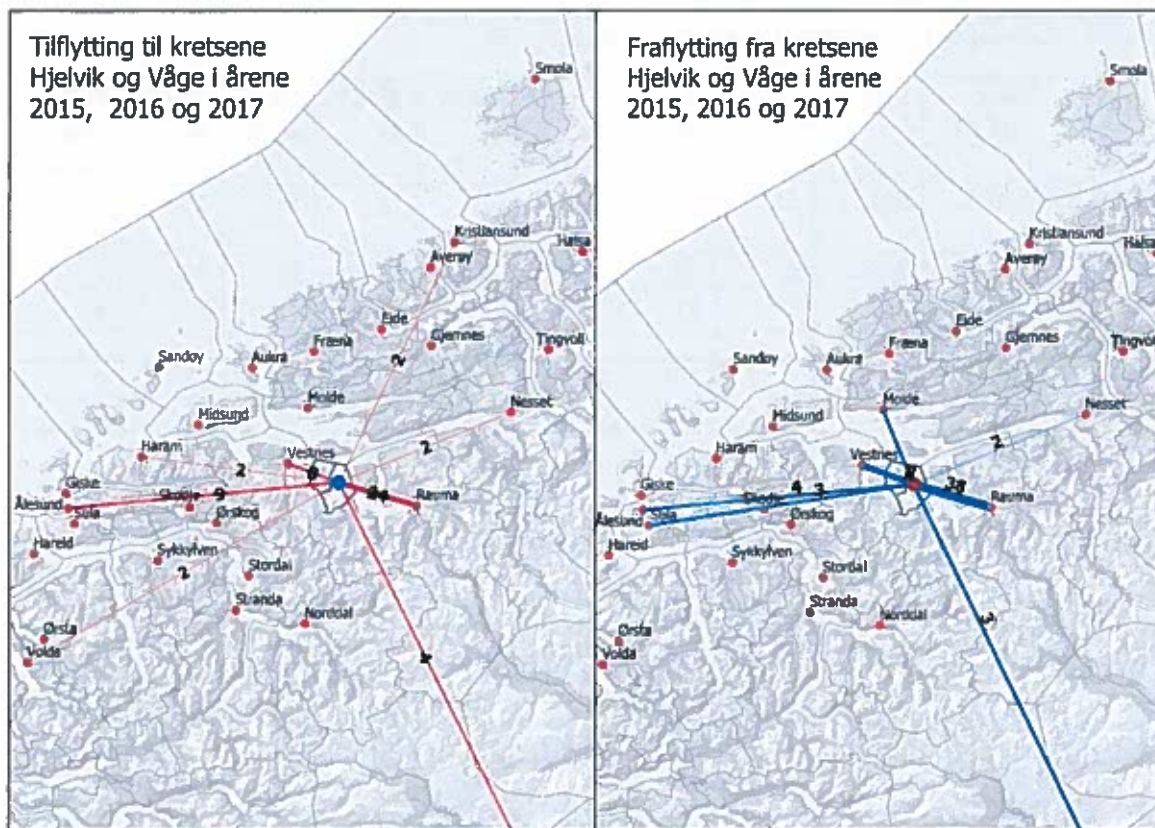 Tilflytting til kretsene
Hjelvik og Våge i årene
2015, 2016 og 2017
Smøla
Kristiansund
Halsa
Averøy
Eide
Gjemnes
Fræna
Tingvoll
Sandøy
Aukra
2
Molde
Nesset
Midsund
Haram
2
Vestnes
2
Giske
9
Rauma
Ålesund
Sula
Ørskog
Hareid
Sykkylven
Stordal
2
Stranda
Norddal
Ørsta
Volda
Fraflytting fra kretsene
Hjelvik og Våge i årene
2015, 2016 og 2017
Smøla
Kristiansund
Halsa
Averøy
Eide
Gjemnes
Fræna
Tingvoll
Sandøy
Aukra
Molde
Nesset
Midsund
Haram
2
Vestnes
Giske
4
3
38
Rauma
Ålesund
Sula
Ørskog
Hareid
Sykkylven
Stordal
Stranda
Norddal
3
Ørsta
Volda